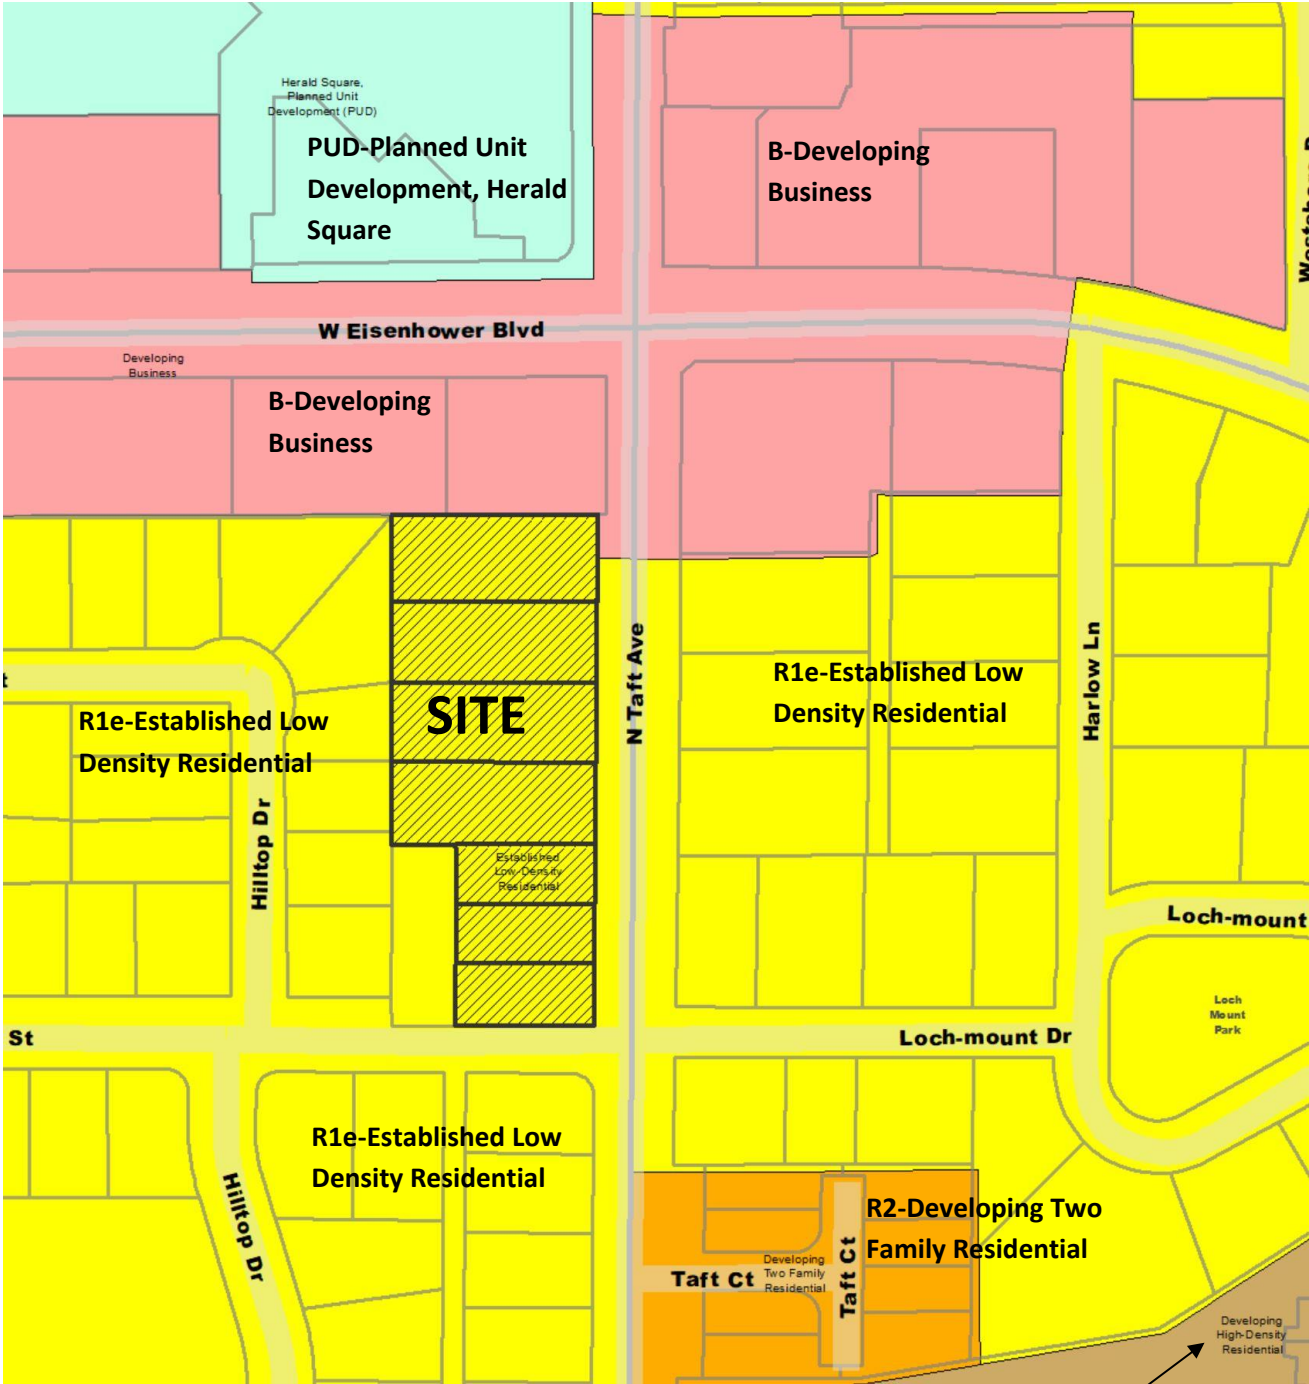 Herald Square,
Planned Unit
Development (PUD)
PUD-Planned Unit
Development, Herald
Square
B-Developing
Business
W Eisenhower Blvd
Developing
Business
B-Developing
Business
N Taft Ave
Harlow Ln
R1e-Established Low
Density Residential
SITE
R1e-Established Low
Density Residential
t
Hilltop Dr
Established
Low-Density
Residential
Loch-mount
Loch
Mount
Park
St
Loch-mount Dr
R1e-Established Low
Density Residential
Hilltop Dr
R2-Developing Two
Family Residential
Taft Ct
Developing
Two Family
Residential
Taft Ct
Developing
High-Density
Residential